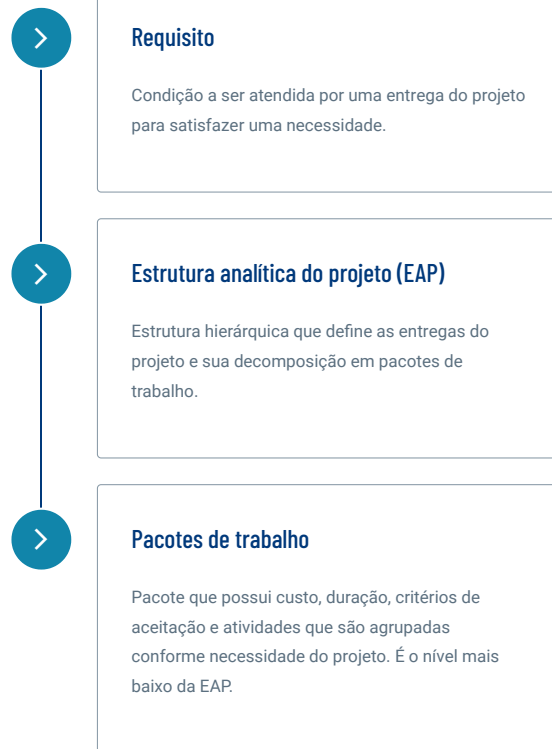 Requisito
Condição a ser atendida por uma entrega do projeto
para satisfazer uma necessidade.
Estrutura analítica do projeto (EAP)
Estrutura hierárquica que define as entregas do
projeto e sua decomposição em pacotes de
trabalho.
Pacotes de trabalho
Pacote que possui custo, duração, critérios de
aceitação e atividades que são agrupadas
conforme necessidade do projeto. É o nível mais
baixo da EAP.